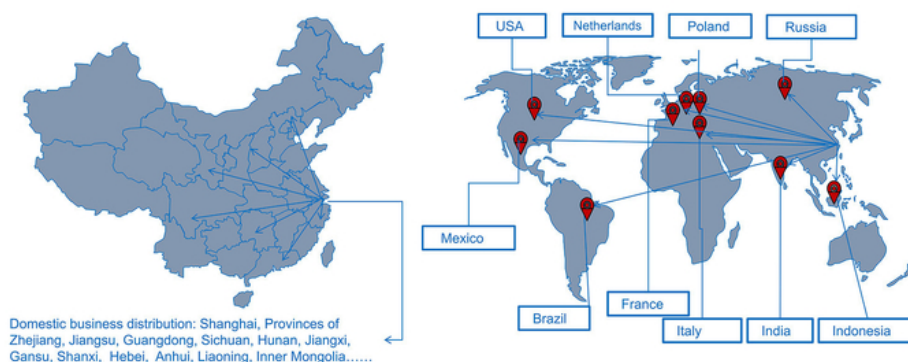 USA
Netherlands
Poland
Russia
Mexico
Brazil
France
Italy
India
Indonesia
Domestic business distribution: Shanghai, Provinces of
Zhejiang, Jiangsu, Guangdong, Sichuan, Hunan, Jiangxi,
Gansu, Shanxi, Hebei, Anhui, Liaoning, Inner Mongolia......